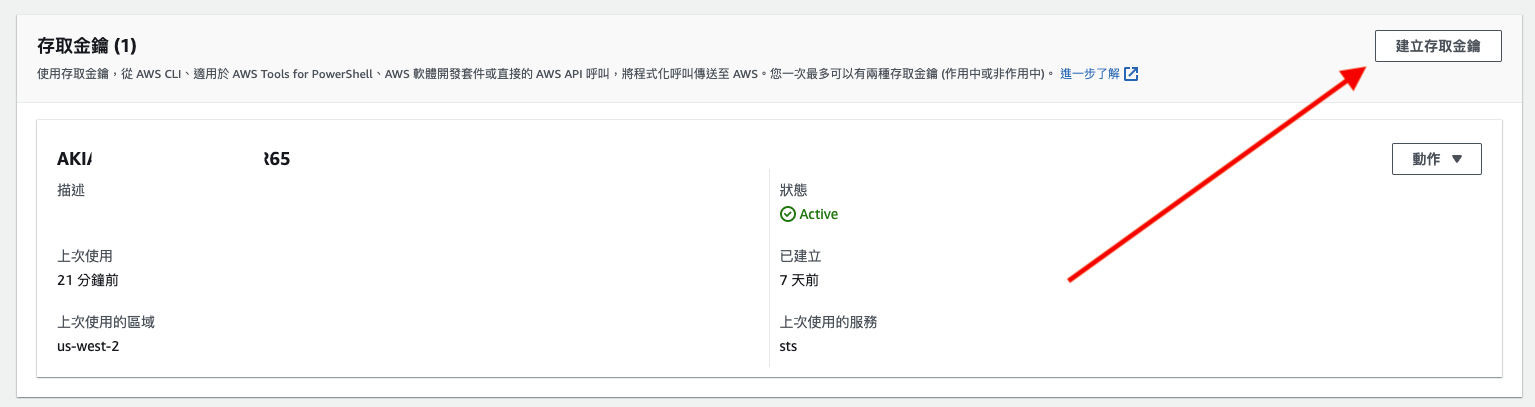 存取金鑰 (1)
建立存取金鑰
使用存取金鑰，從 AWS CLI、適用於 AWS Tools for PowerShell、AWS 軟體開發套件或直接的 AWS API 呼叫，將程式化呼叫傳送至 AWS。您一次最多可以有兩種存取金鑰 (作用中或非作用中)。 進一步了解
AKIA R65
動作
描述
狀態
Active
上次使用
已建立
21 分鐘前
7 天前
上次使用的區域
上次使用的服務
us-west-2
sts